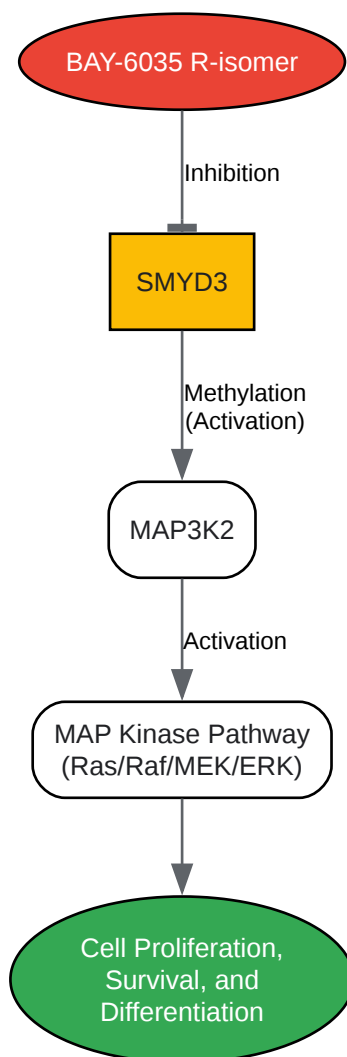 BAY-6035 R-isomer
Inhibition
SMYD3
Methylation
(Activation)
MAP3K2
Activation
MAP Kinase Pathway
(Ras/Raf/MEK/ERK)
Cell Proliferation,
Survival, and
Differentiation